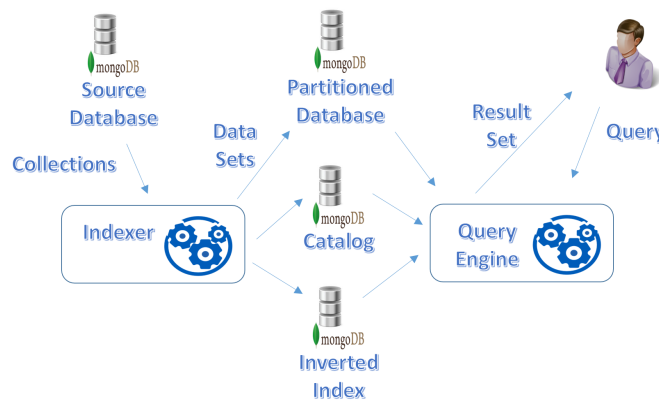 mongoDB
Source
Database
mongoDB
Partitioned
Database
Data
Sets
Result
Set
Query
Collections
Indexer
mongoDB
Catalog
Query
Engine
mongoDB
Inverted
Index